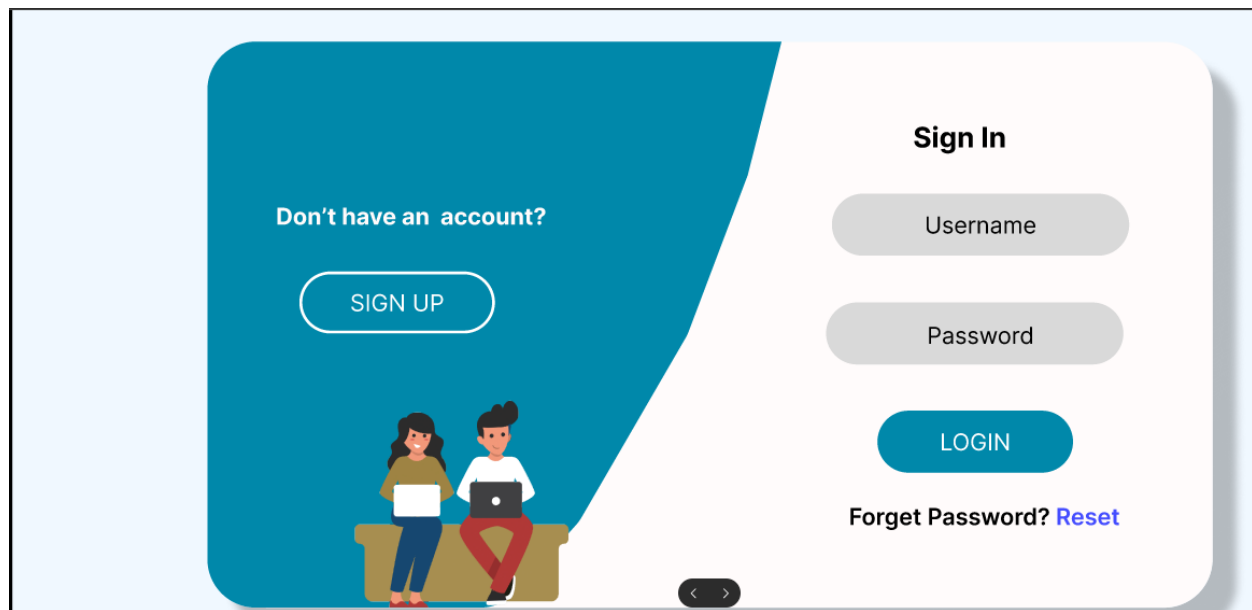 Don’t have an  account?
SIGN UP
Sign In
Username
Password
LOGIN
Forget Password? Reset